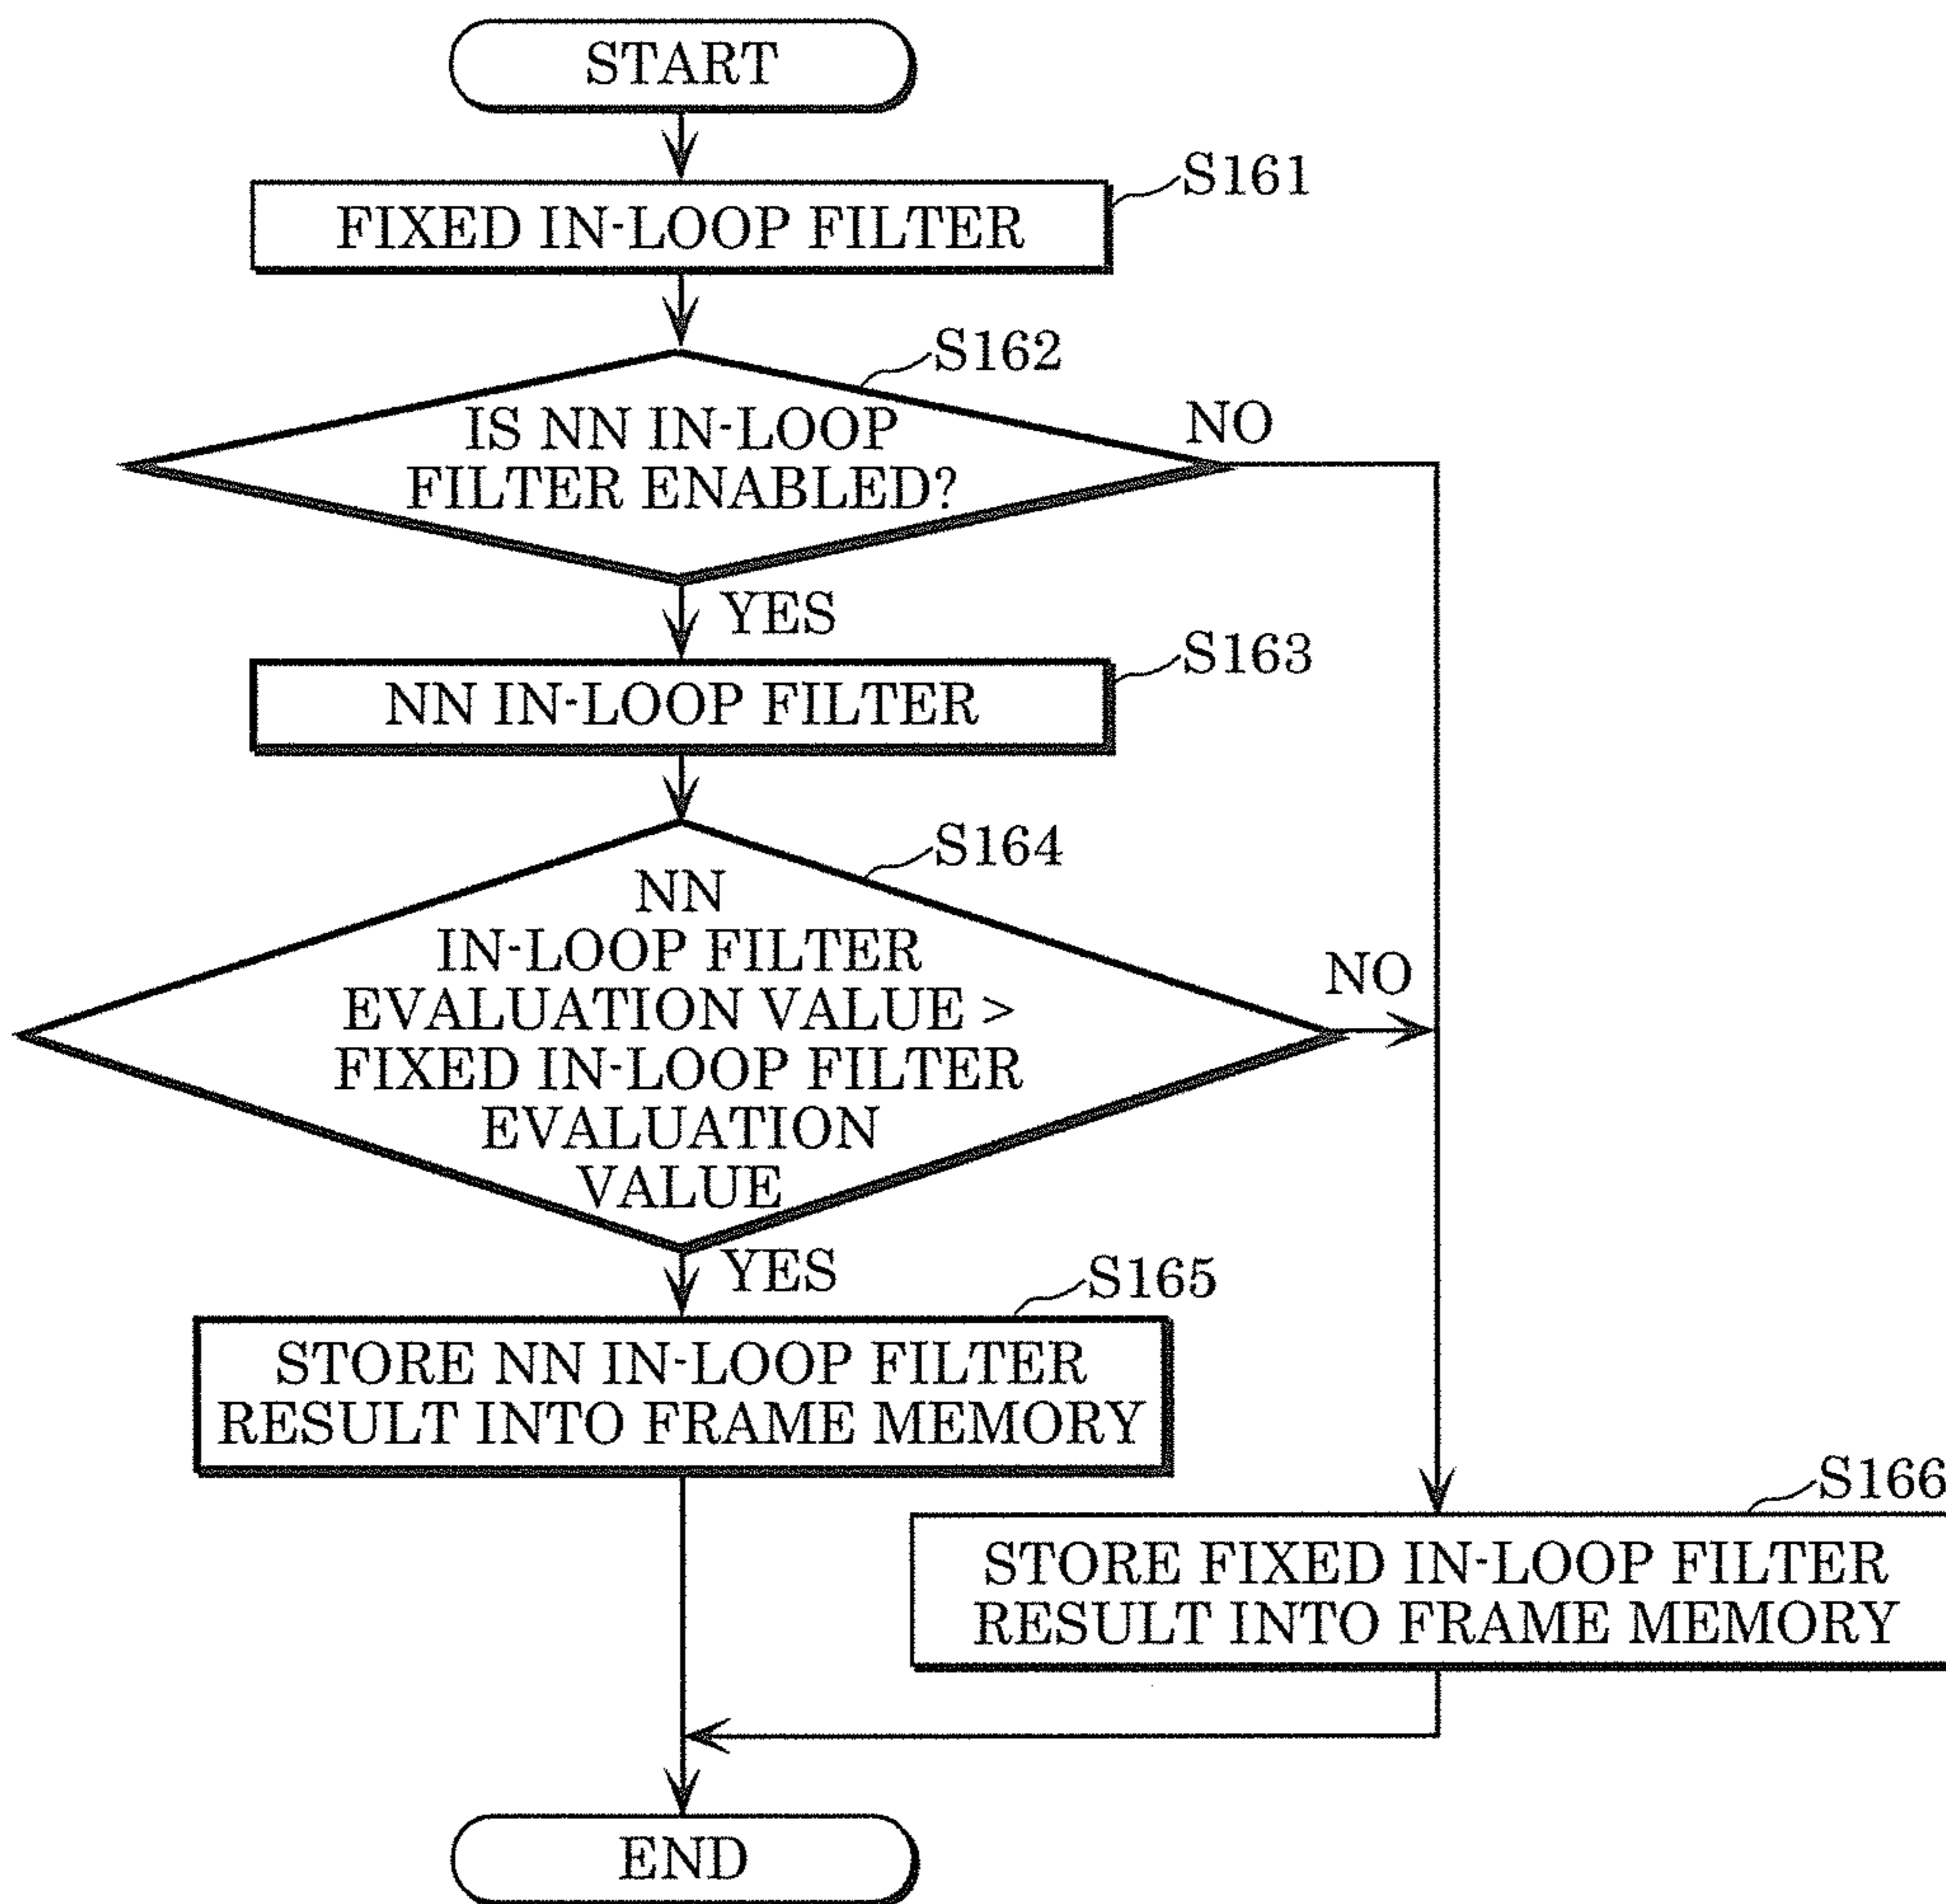 START
S161
FIXED IN-LOOP FILTER
S162
IS NN IN-LOOP
FILTER ENABLED?
NO
YES
S163
NN IN-LOOP FILTER
S164
NN
IN-LOOP FILTER
EVALUATION VALUE >
FIXED IN-LOOP FILTER
EVALUATION
VALUE
NO
YES
S165
STORE NN IN-LOOP FILTER
RESULT INTO FRAME MEMORY
S166
STORE FIXED IN-LOOP FILTER
RESULT INTO FRAME MEMORY
END